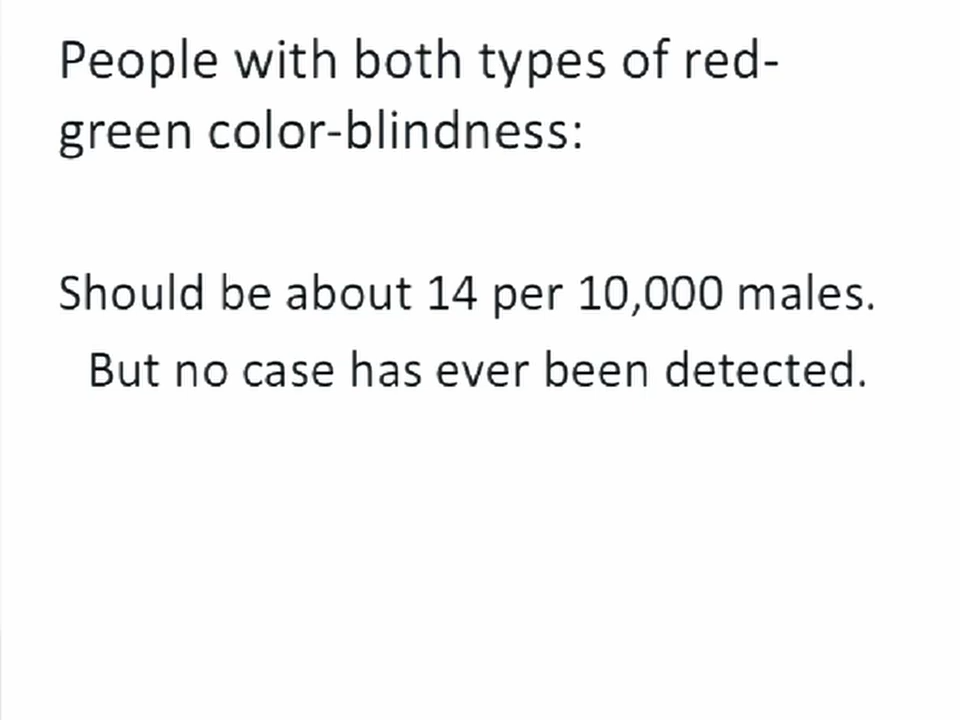 People with both types of red-
green color-blindness:
Should be about 14 per 10,000 males.
But no case has ever been detected.